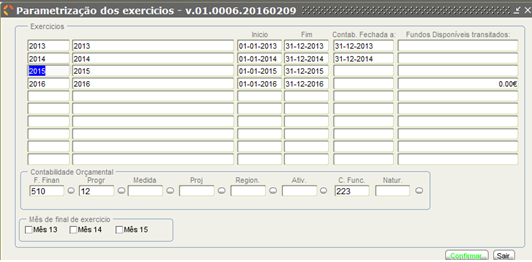 Parametrização dos exercicios - v.01.0006.20160209
Exercicios
Inicio Fim Contab. Fechada a: Fundos Disponíveis transitados:
2013 2013 01-01-2013 31-12-2013 31-12-2013
2014 2014 01-01-2014 31-12-2014 31-12-2014
2015 2015 01-01-2015 31-12-2015
2016 2016 01-01-2016 31-12-2016 0.00€
Contabilidade Orçamental
F. Finan Progr Medida Proj Region. Ativ. C. Func. Natur.
510 12 223
Mês de final de exercicio
Mês 13 Mês 14 Mês 15
Confirmar Sair